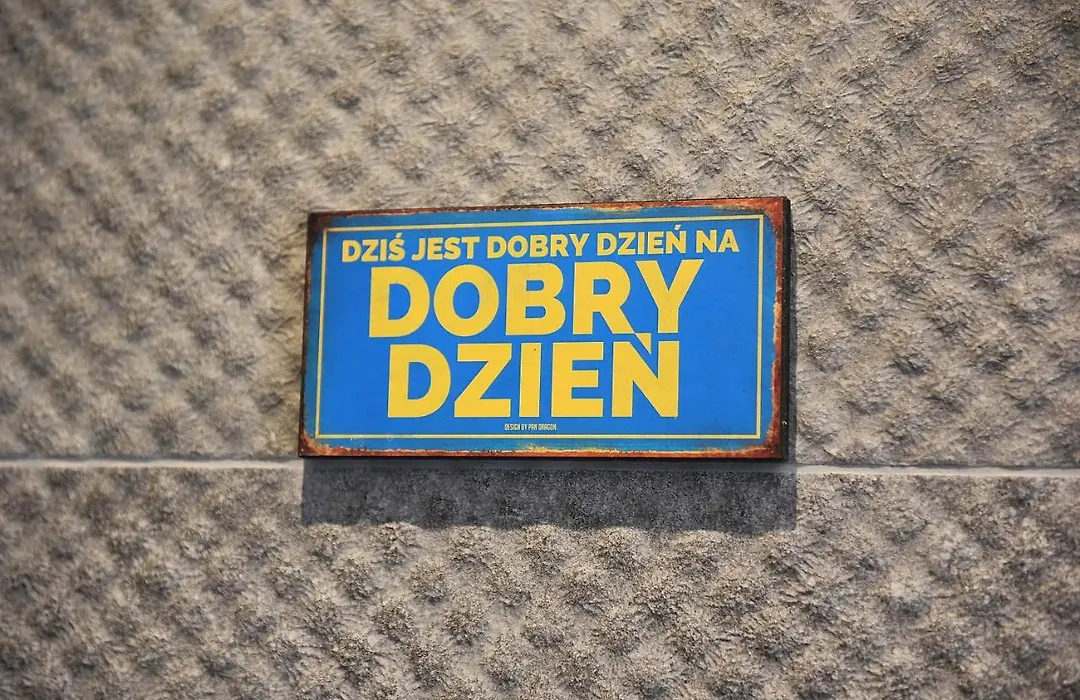 DZIŚ JEST DOBRY DZIEŃ NA
DOBRY
DZIEŃ
DESIGN BY PAN DRAGON